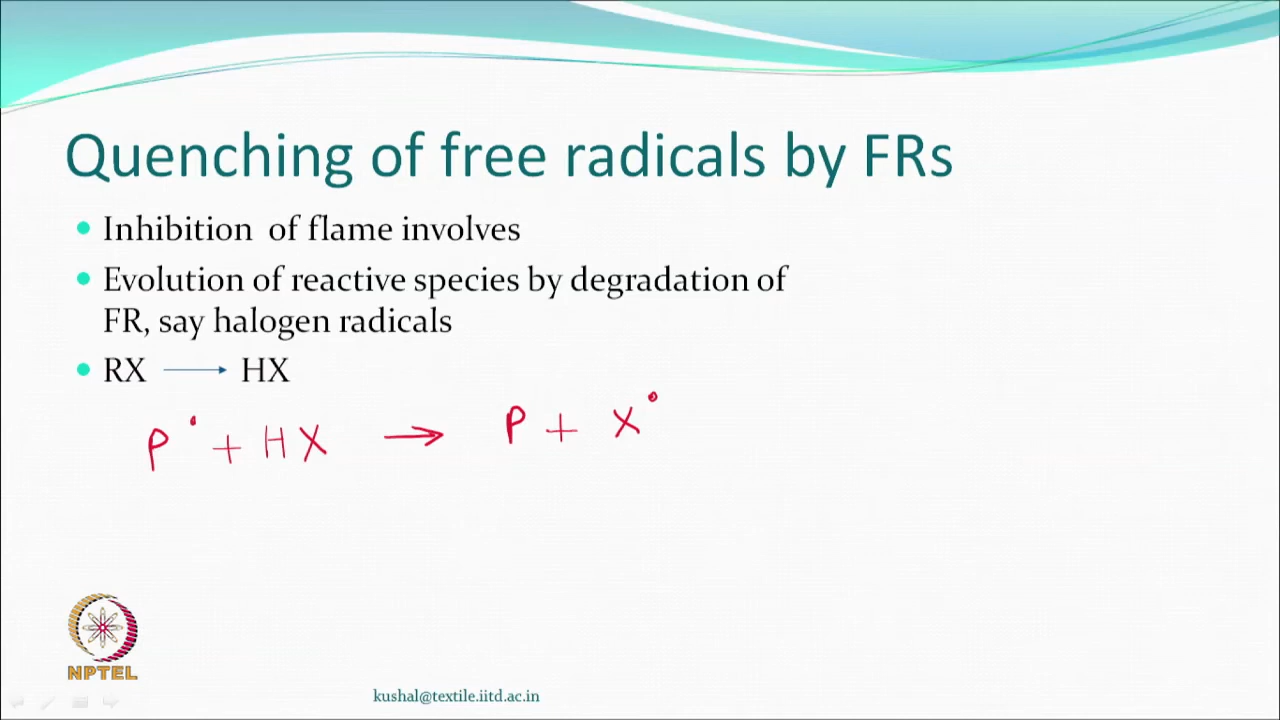 Quenching of free radicals by FRs
Inhibition of flame involves
Evolution of reactive species by degradation of
FR, say halogen radicals
RX → HX
P• + HX → P + X•
NPTEL
kushal@textile.iitd.ac.in